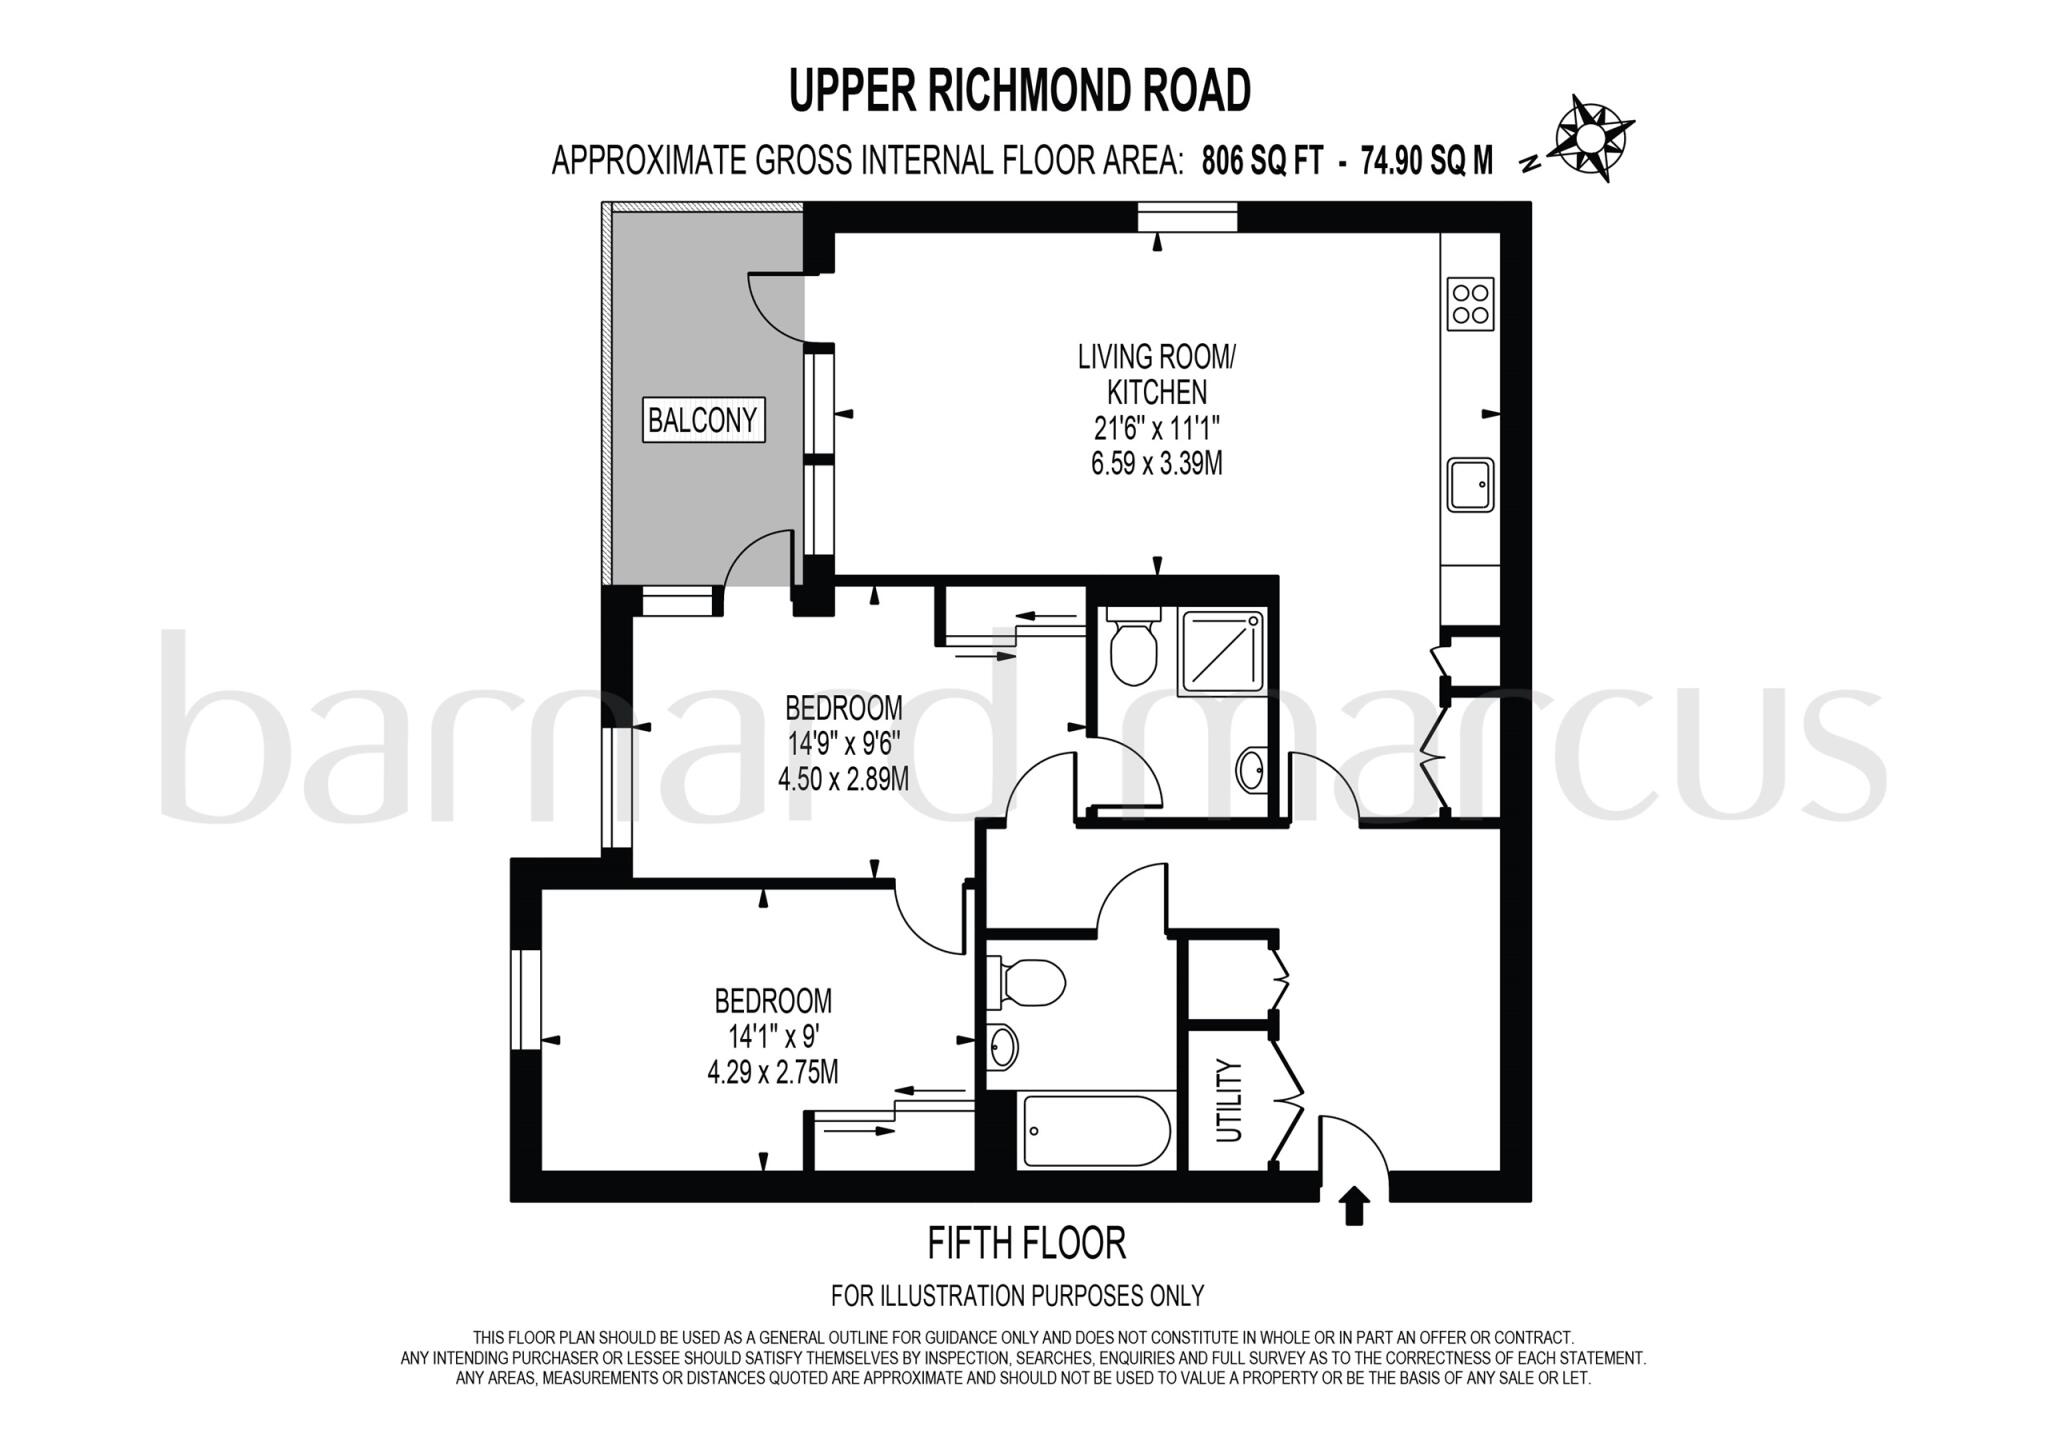 UPPER RICHMOND ROAD
APPROXIMATE GROSS INTERNAL FLOOR AREA: 806 SQ FT - 74.90 SQ M
N
LIVING ROOM/
KITCHEN
21'6" x 11'1"
6.59 x 3.39M
BALCONY
barnard marcus
BEDROOM
14'9" x 9'6"
4.50 x 2.89M
BEDROOM
14'1" x 9'
4.29 x 2.75M
UTILITY
FIFTH FLOOR
FOR ILLUSTRATION PURPOSES ONLY
THIS FLOOR PLAN SHOULD BE USED AS A GENERAL OUTLINE FOR GUIDANCE ONLY AND DOES NOT CONSTITUTE IN WHOLE OR IN PART AN OFFER OR CONTRACT.
ANY INTENDING PURCHASER OR LESSEE SHOULD SATISFY THEMSELVES BY INSPECTION, SEARCHES, ENQUIRIES AND FULL SURVEY AS TO THE CORRECTNESS OF EACH STATEMENT.
ANY AREAS, MEASUREMENTS OR DISTANCES QUOTED ARE APPROXIMATE AND SHOULD NOT BE USED TO VALUE A PROPERTY OR BE THE BASIS OF ANY SALE OR LET.